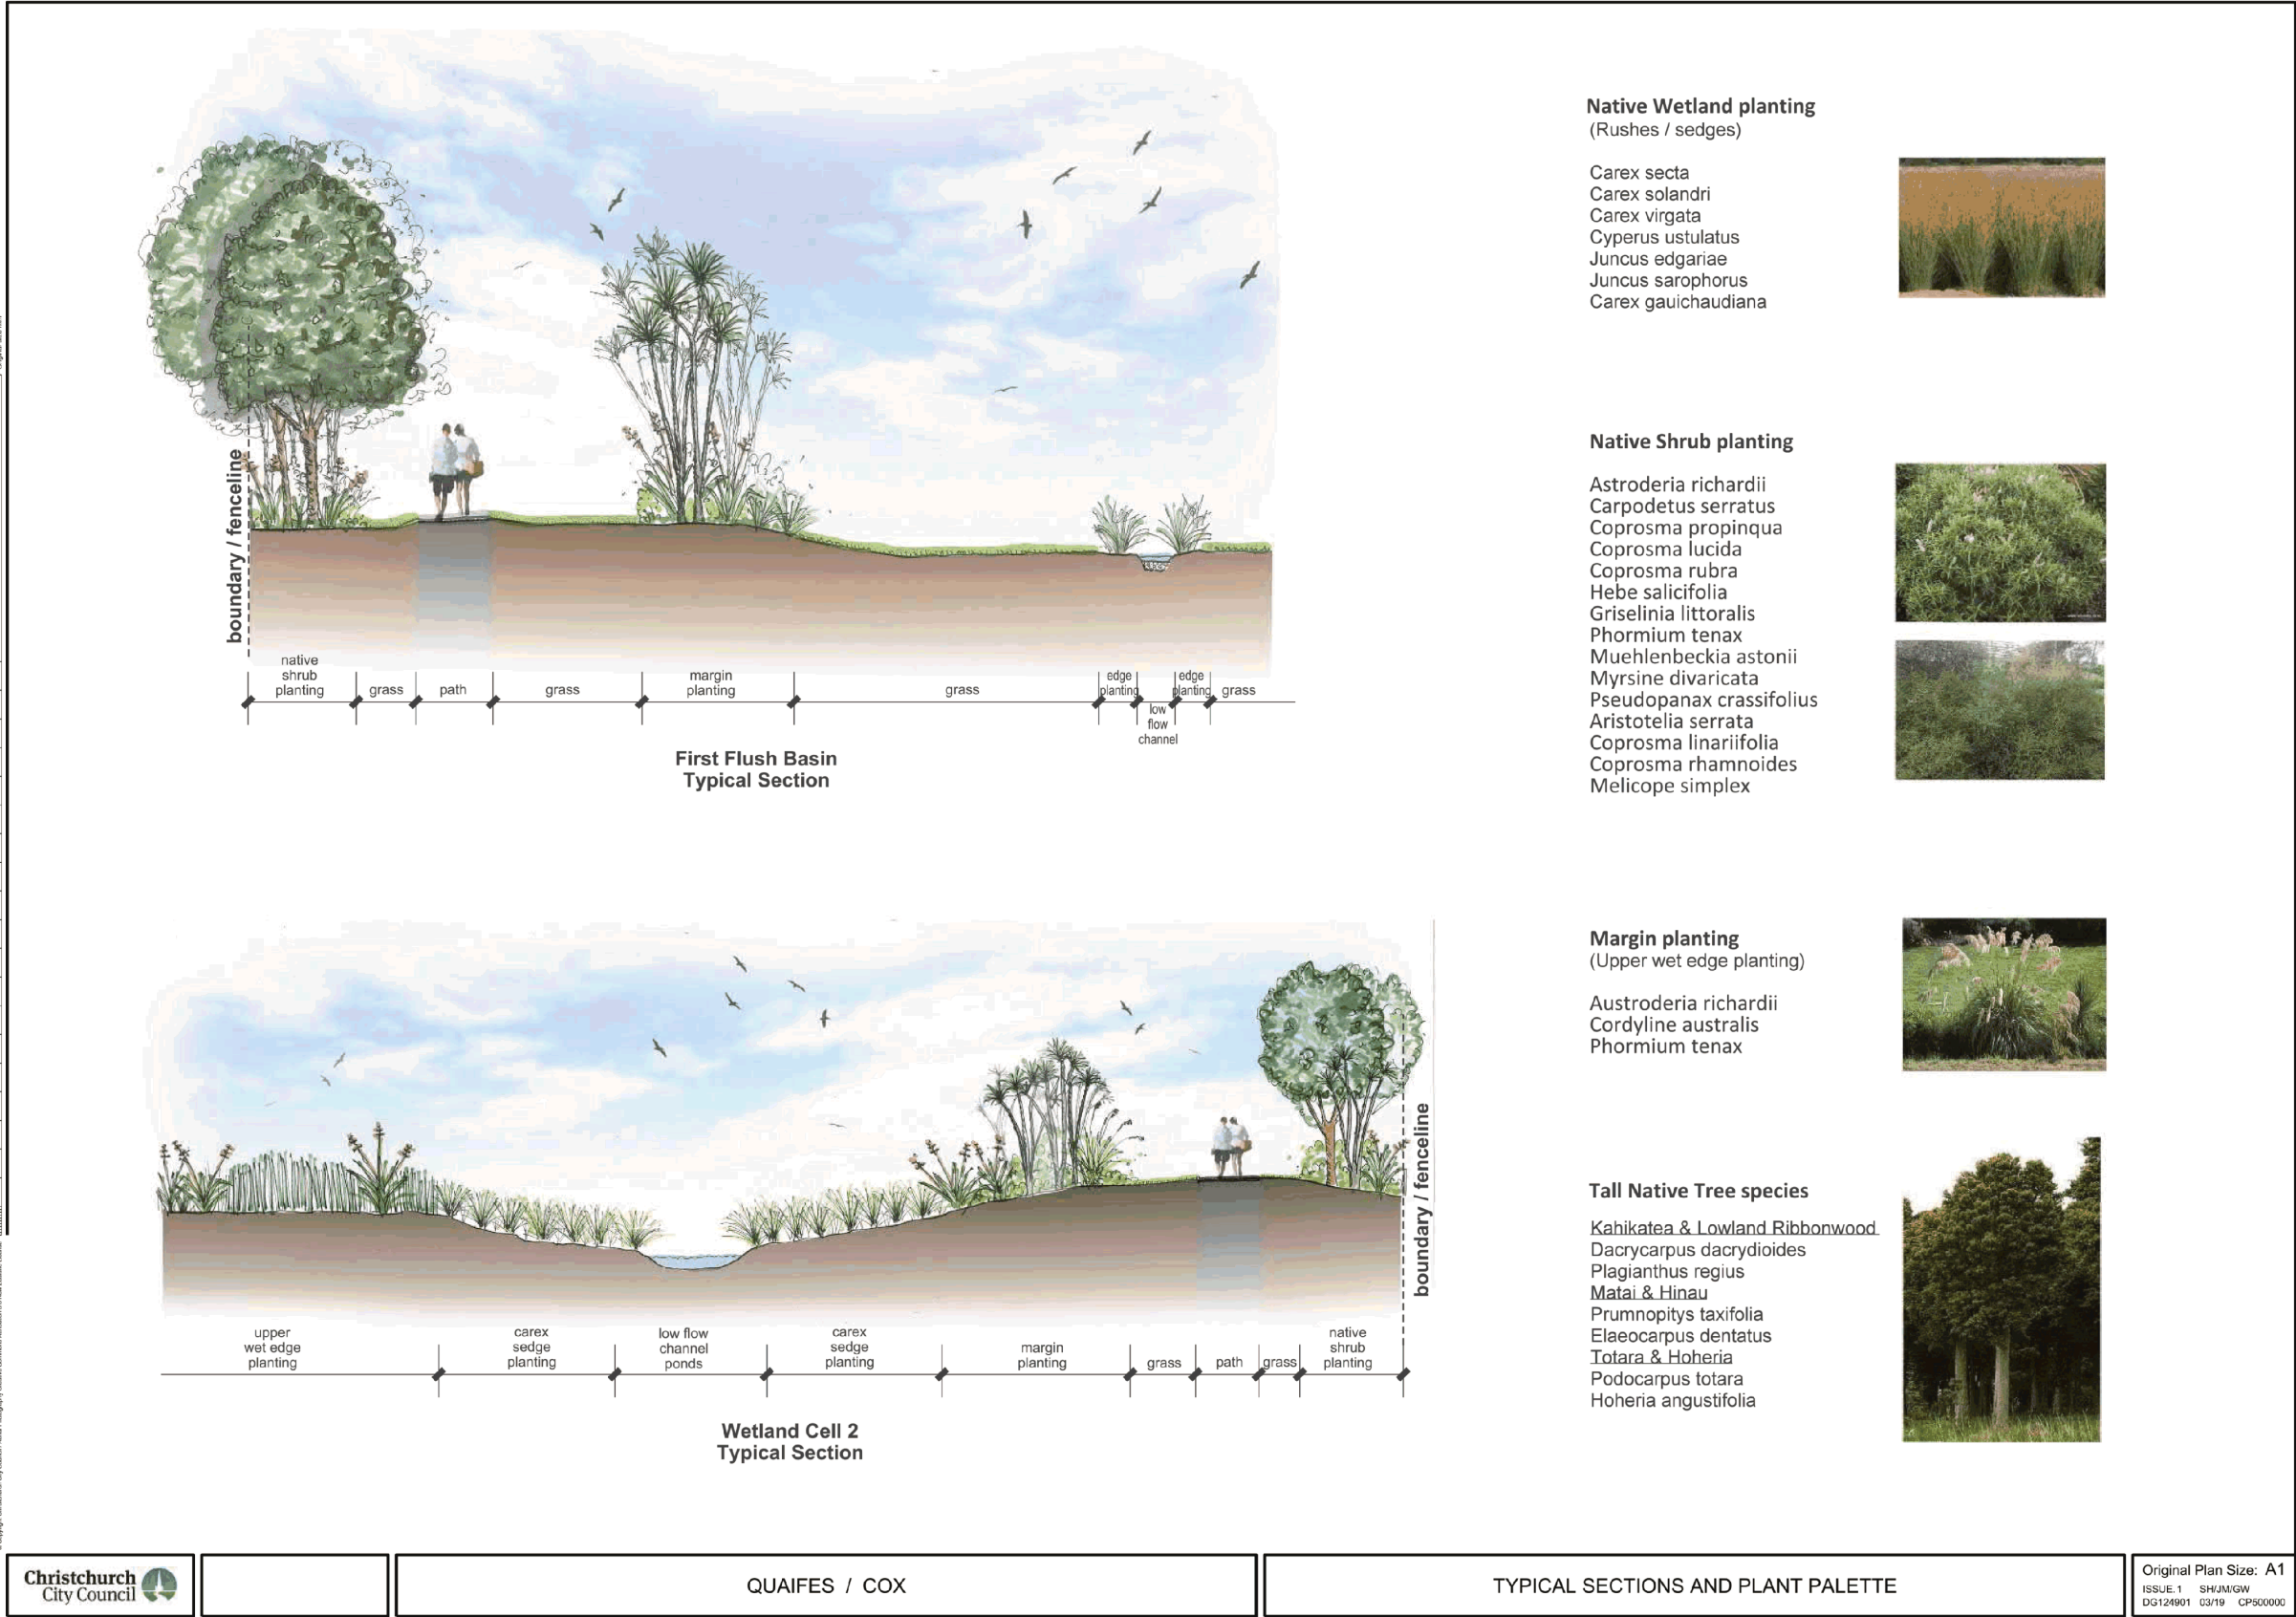 boundary / fenceline
native
shrub
planting
grass
path
grass
margin
planting
grass
edge
planting
low
flow
channel
edge
planting
grass
First Flush Basin
Typical Section
boundary / fenceline
upper
wet edge
planting
carex
sedge
planting
low flow
channel
ponds
carex
sedge
planting
margin
planting
grass
path
grass
native
shrub
planting
Wetland Cell 2
Typical Section
Native Wetland planting
(Rushes / sedges)
Carex secta
Carex solandri
Carex virgata
Cyperus ustulatus
Juncus edgariae
Juncus sarophorus
Carex gauichaudiana
Native Shrub planting
Astroderia richardii
Carpodetus serratus
Coprosma propinqua
Coprosma lucida
Coprosma rubra
Hebe salicifolia
Griselinia littoralis
Phormium tenax
Muehlenbeckia astonii
Myrsine divaricata
Pseudopanax crassifolius
Aristotelia serrata
Coprosma linariifolia
Coprosma rhamnoides
Melicope simplex
Margin planting
(Upper wet edge planting)
Austroderia richardii
Cordyline australis
Phormium tenax
Tall Native Tree species
Kahikatea & Lowland Ribbonwood
Dacrycarpus dacrydioides
Plagianthus regius
Matai & Hinau
Prumnopitys taxifolia
Elaeocarpus dentatus
Totara & Hoheria
Podocarpus totara
Hoheria angustifolia
Christchurch
City Council
QUAIFES / COX
TYPICAL SECTIONS AND PLANT PALETTE
Original Plan Size: A1
ISSUE.1 SH/JM/GW
DG124901 03/19 CP500000